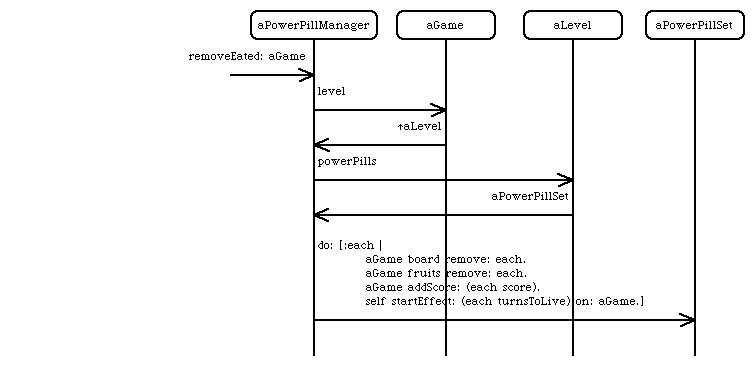 aPowerPillManager aGame aLevel aPowerPillSet
removeEated: aGame
level
↑aLevel
powerPills
aPowerPillSet
do: [:each |
aGame board remove: each.
aGame fruits remove: each.
aGame addScore: (each score).
self startEffect: (each turnsToLive) on: aGame.]